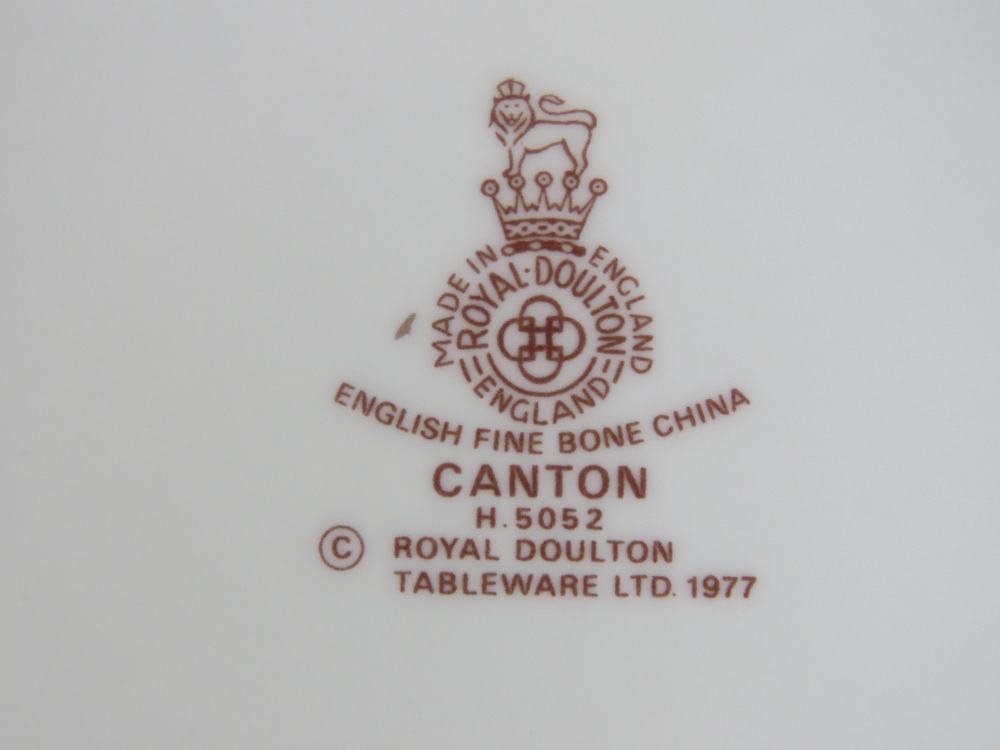 MADE IN ENGLAND
ROYAL·DOULTON
ENGLAND
ENGLISH FINE BONE CHINA
CANTON
H.5052
© ROYAL DOULTON
TABLEWARE LTD. 1977